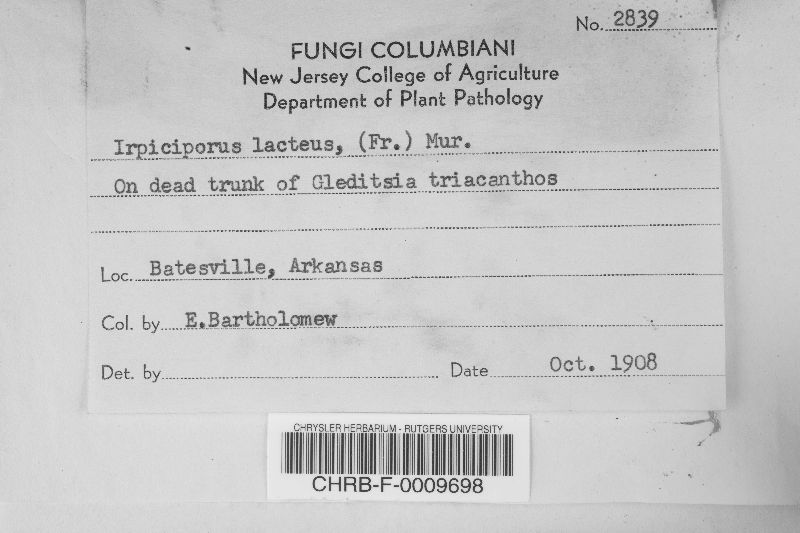 No. 2839
FUNGI COLUMBIANI
New Jersey College of Agriculture
Department of Plant Pathology
Irpiciporus lacteus, (Fr.) Mur.
On dead trunk of Gleditsia triacanthos
Loc. Batesville, Arkansas
Col. by E.Bartholomew
Det. by
Date Oct. 1908
CHRYSLER HERBARIUM - RUTGERS UNIVERSITY
CHRB-F-0009698